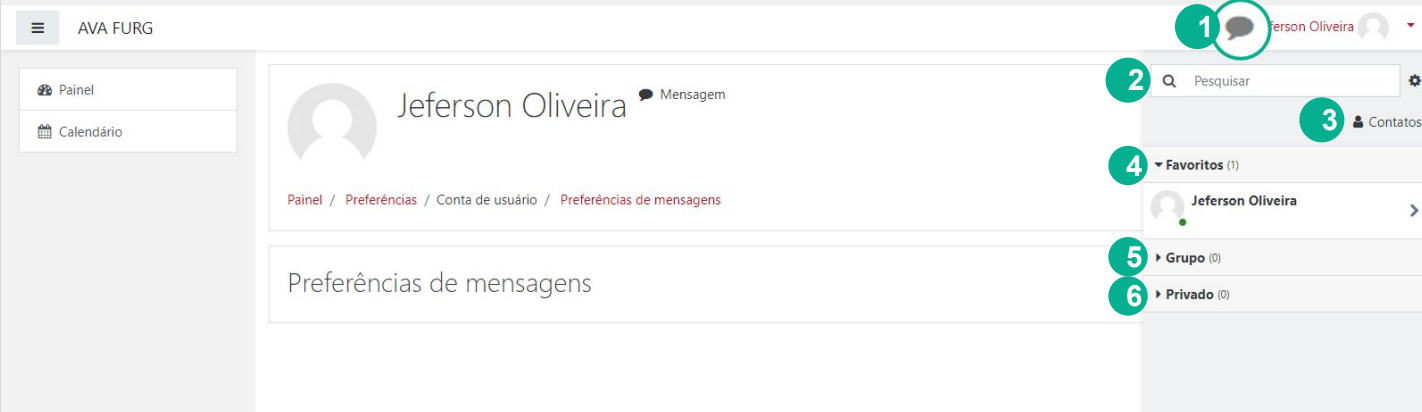 AVA FURG
1
ferson Oliveira
Painel
Calendário
Jeferson Oliveira
Mensagem
Painel / Preferências / Conta de usuário / Preferências de mensagens
Preferências de mensagens
2
Pesquisar
3
Contatos
4
Favoritos (1)
Jeferson Oliveira
5
Grupo (0)
6
Privado (0)